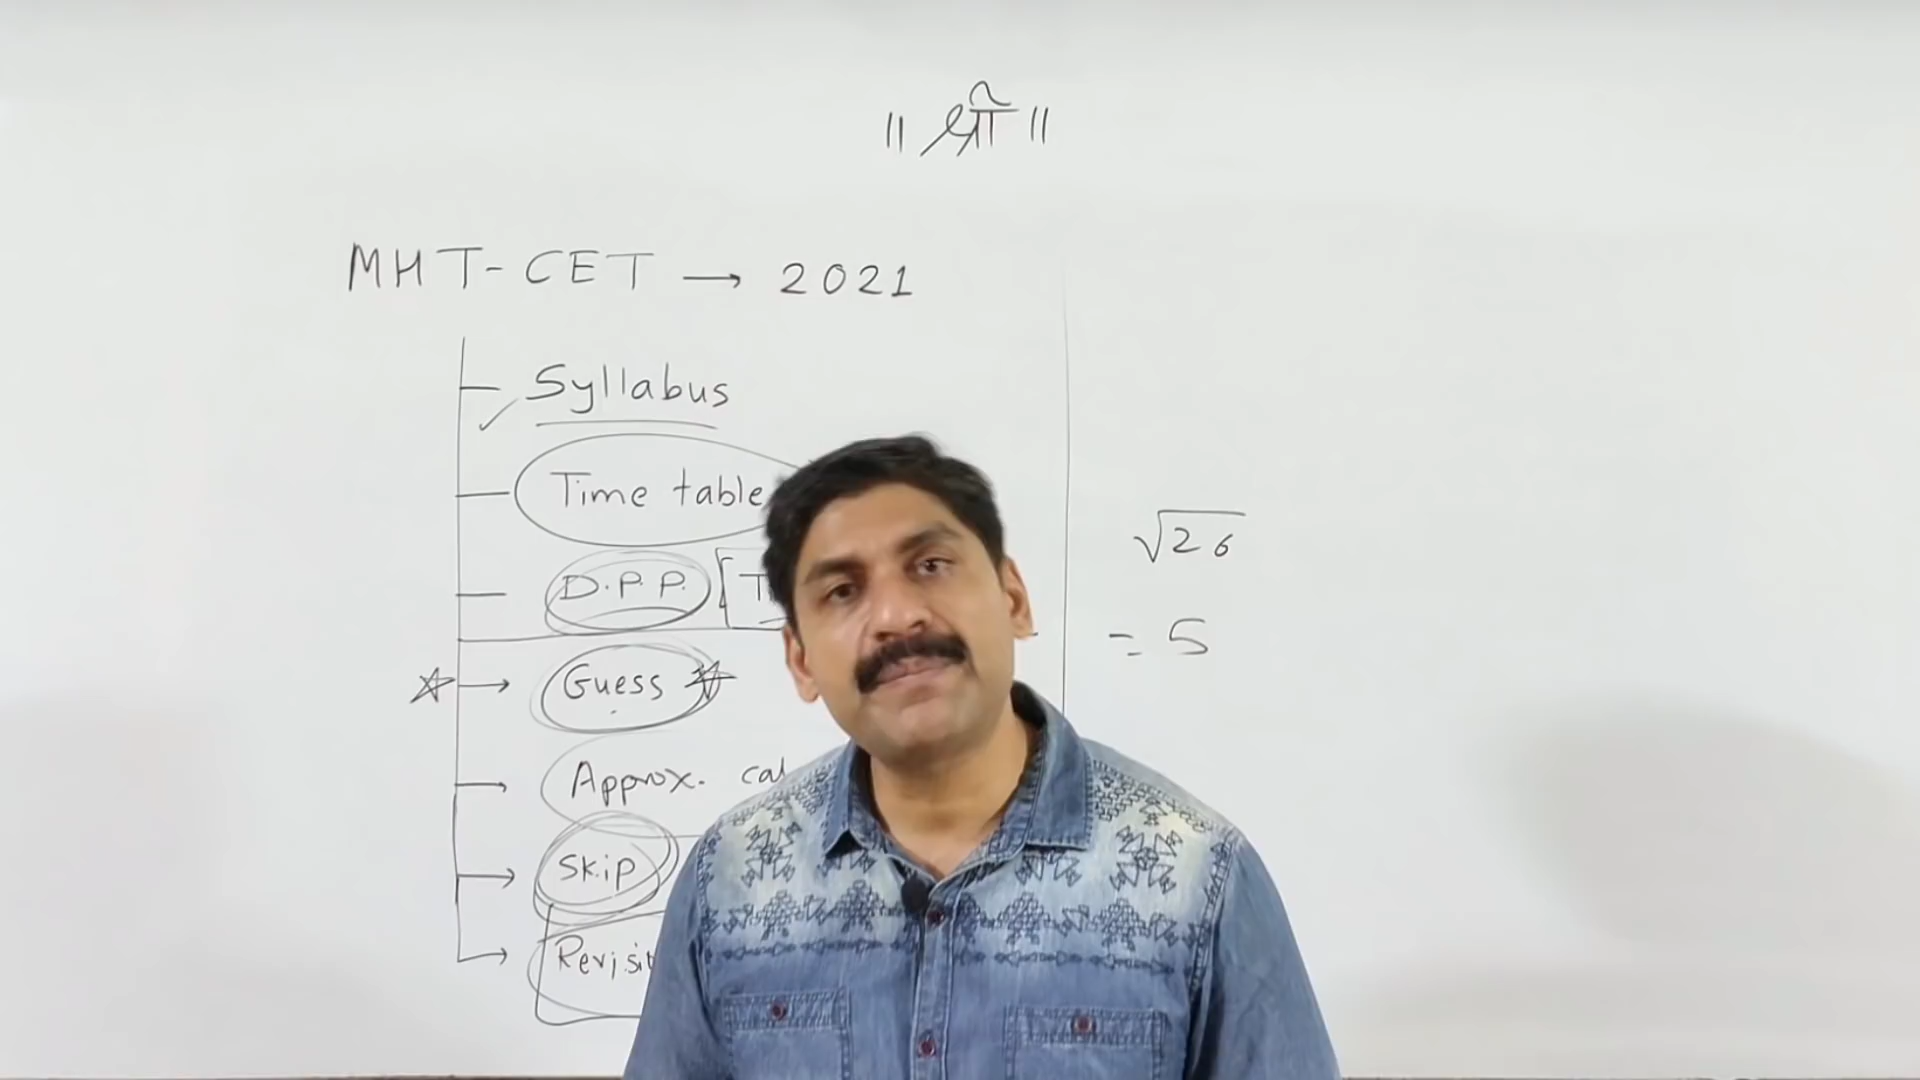 ॥ श्री ॥
MHT-CET → 2021
Syllabus
Time table
D.P.P.
Guess
Approx.
Skip
√26
= 5